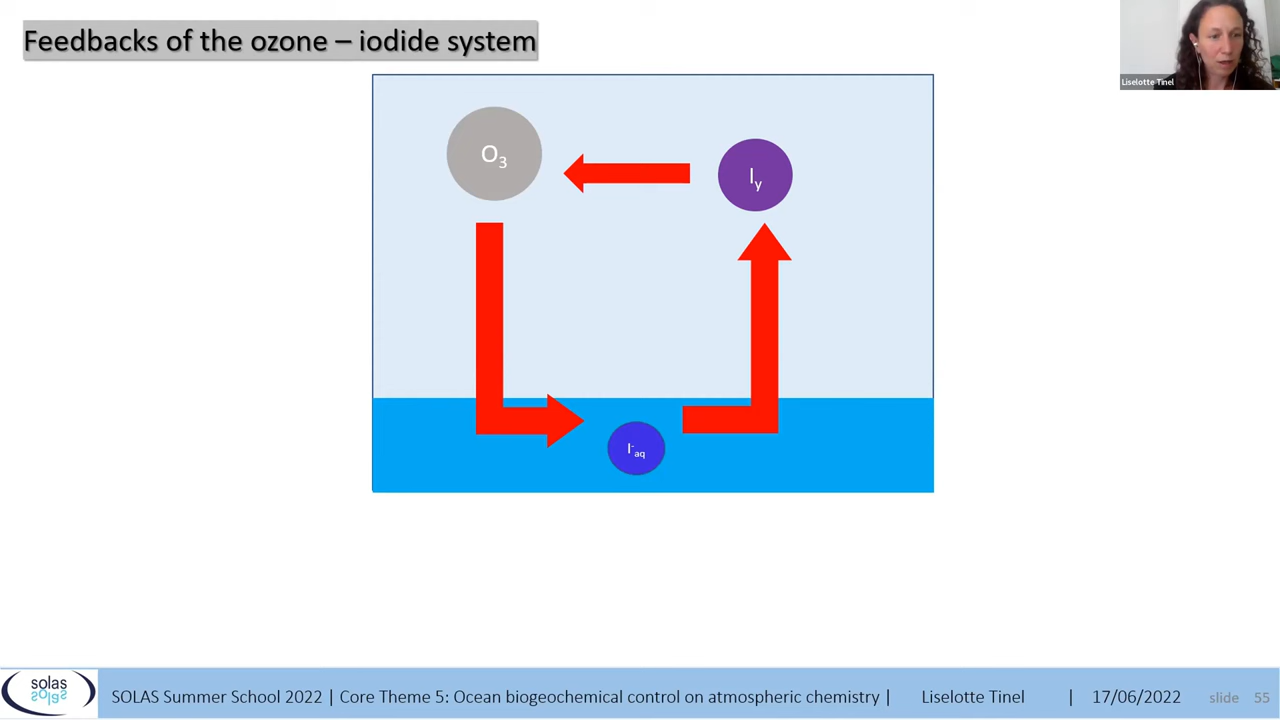 Feedbacks of the ozone – iodide system
Liselotte Tinel
O3
Iy
I-aq
solas
SOLAS Summer School 2022 | Core Theme 5: Ocean biogeochemical control on atmospheric chemistry | Liselotte Tinel | 17/06/2022 slide 55